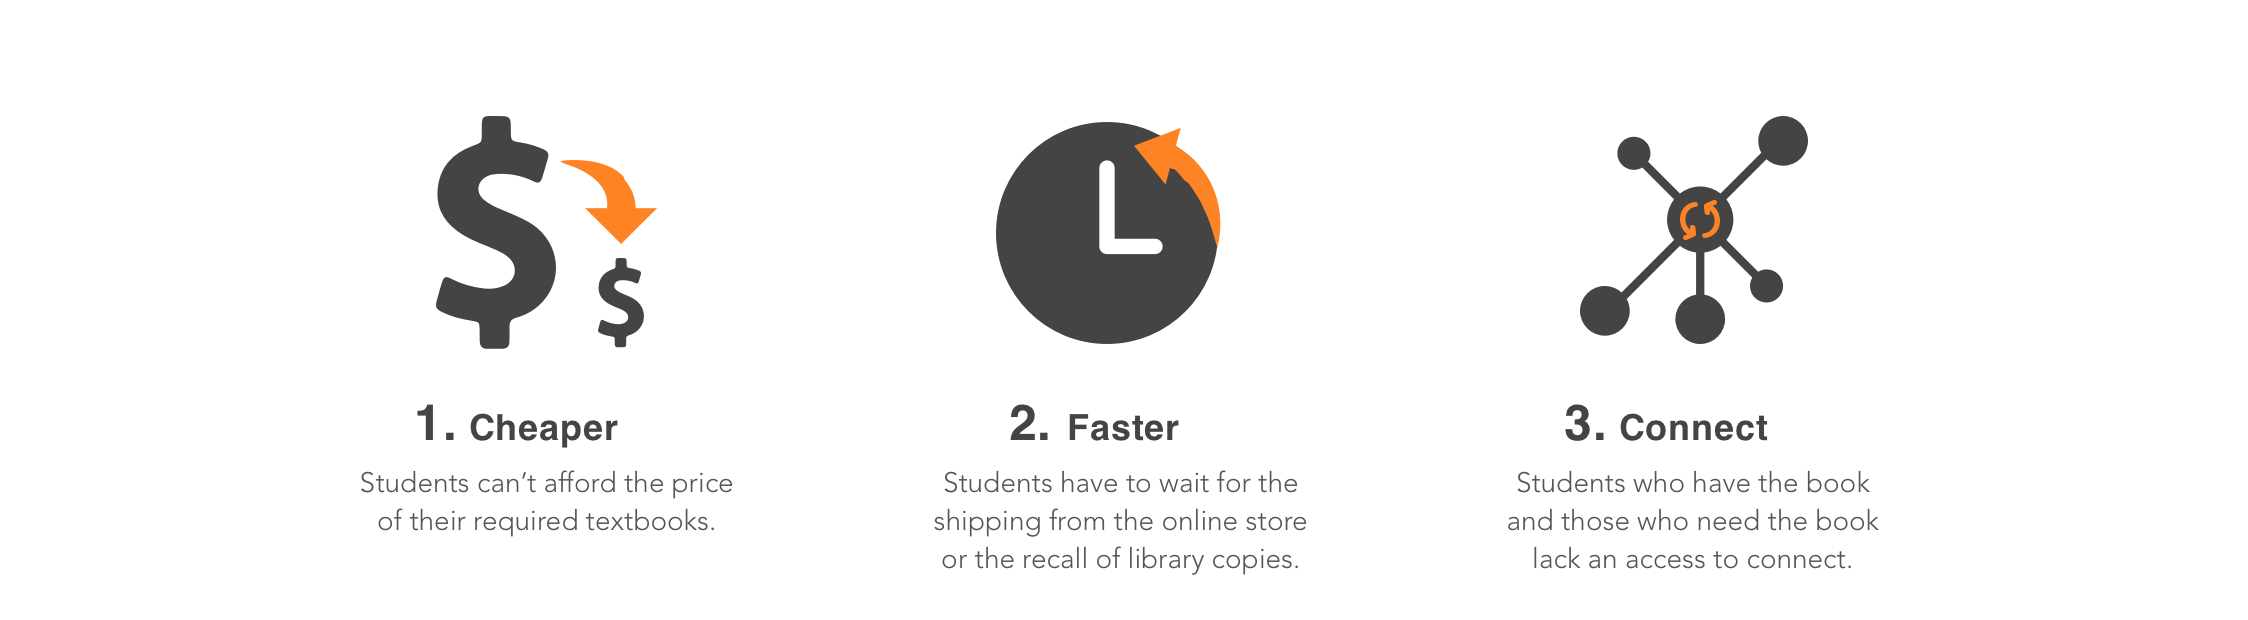 1. Cheaper
Students can’t afford the price
of their required textbooks.
2. Faster
Students have to wait for the
shipping from the online store
or the recall of library copies.
3. Connect
Students who have the book
and those who need the book
lack an access to connect.